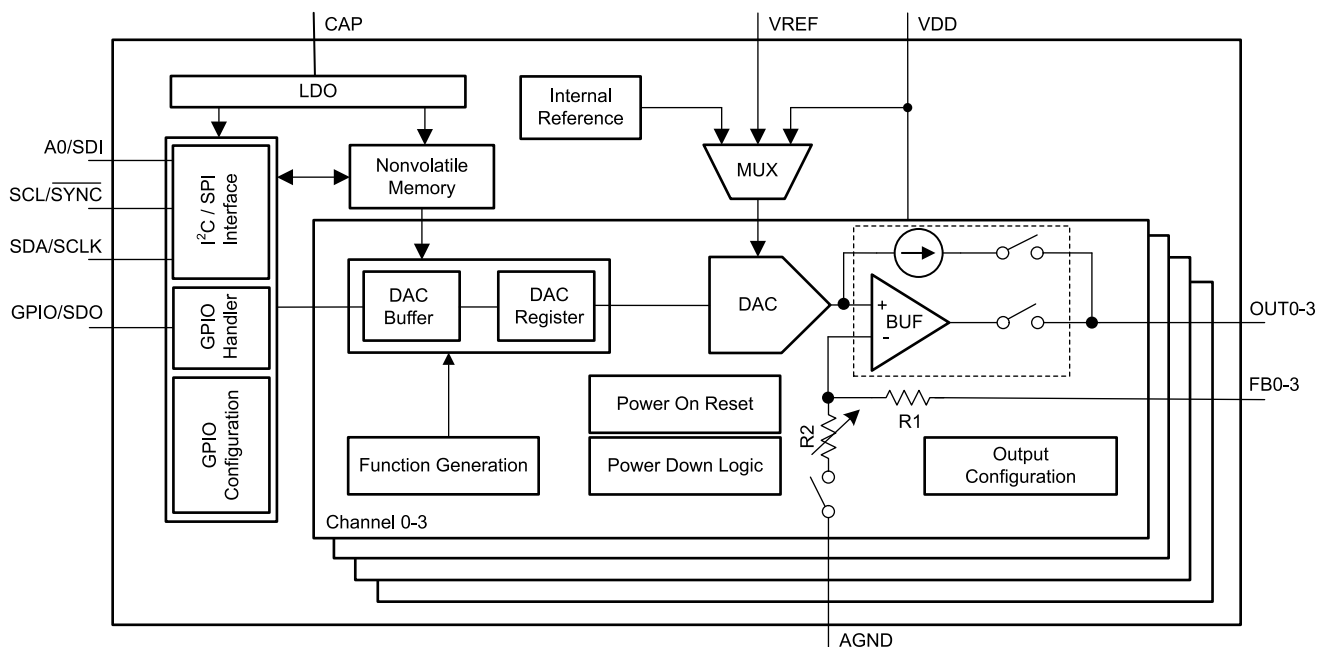 CAP
VREF
VDD
LDO
Internal
Reference
A0/SDI
SCL/SYNC
SDA/SCLK
GPIO/SDO
I²C / SPI
Interface
GPIO
Handler
GPIO
Configuration
Nonvolatile
Memory
MUX
DAC
Buffer
DAC
Register
DAC
+
BUF
-
OUT0-3
FB0-3
R1
R2
Power On Reset
Function Generation
Power Down Logic
Output
Configuration
Channel 0-3
AGND